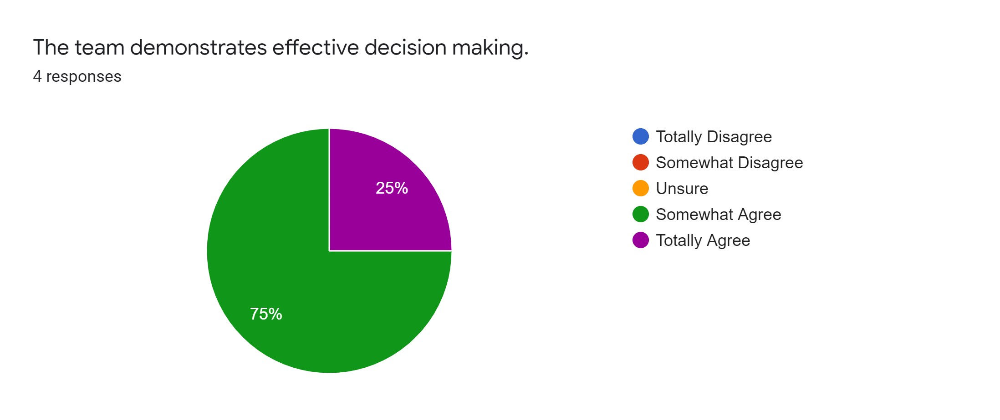 The team demonstrates effective decision making.
4 responses
25%
75%
Totally Disagree
Somewhat Disagree
Unsure
Somewhat Agree
Totally Agree